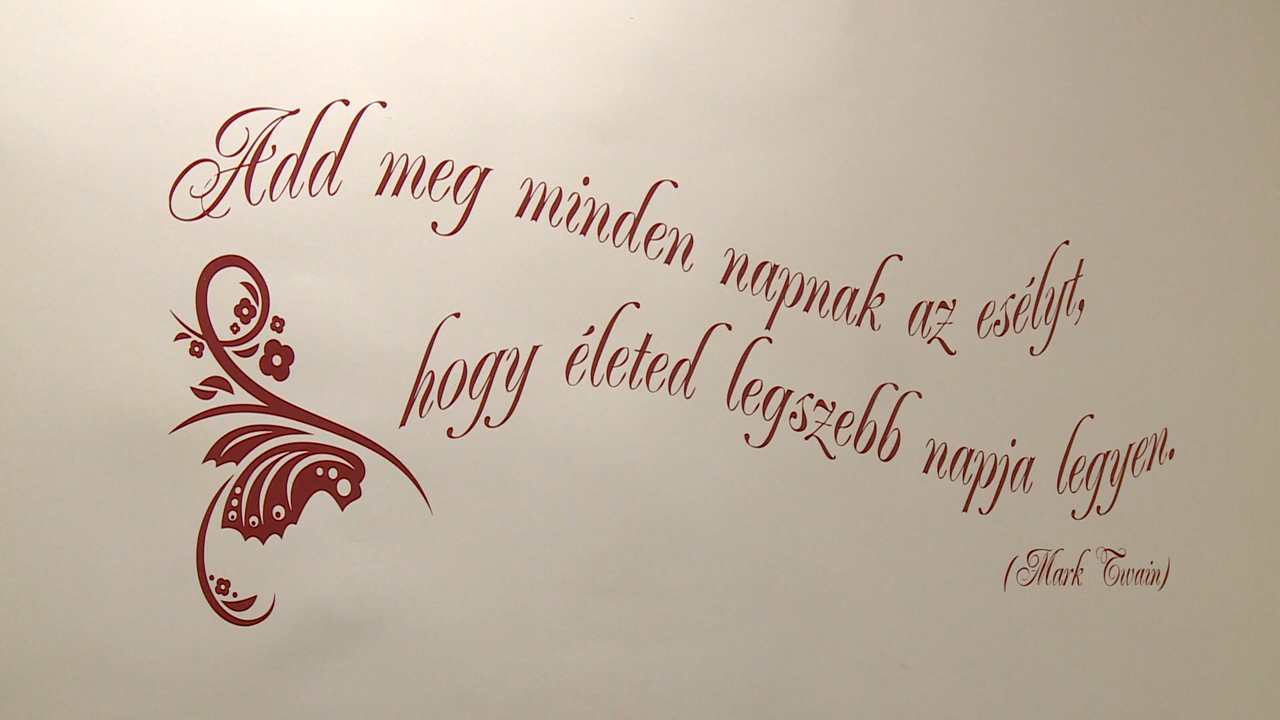 Add meg minden napnak az esélyt,
hogy életed legszebb napja legyen.
(Mark Twain)